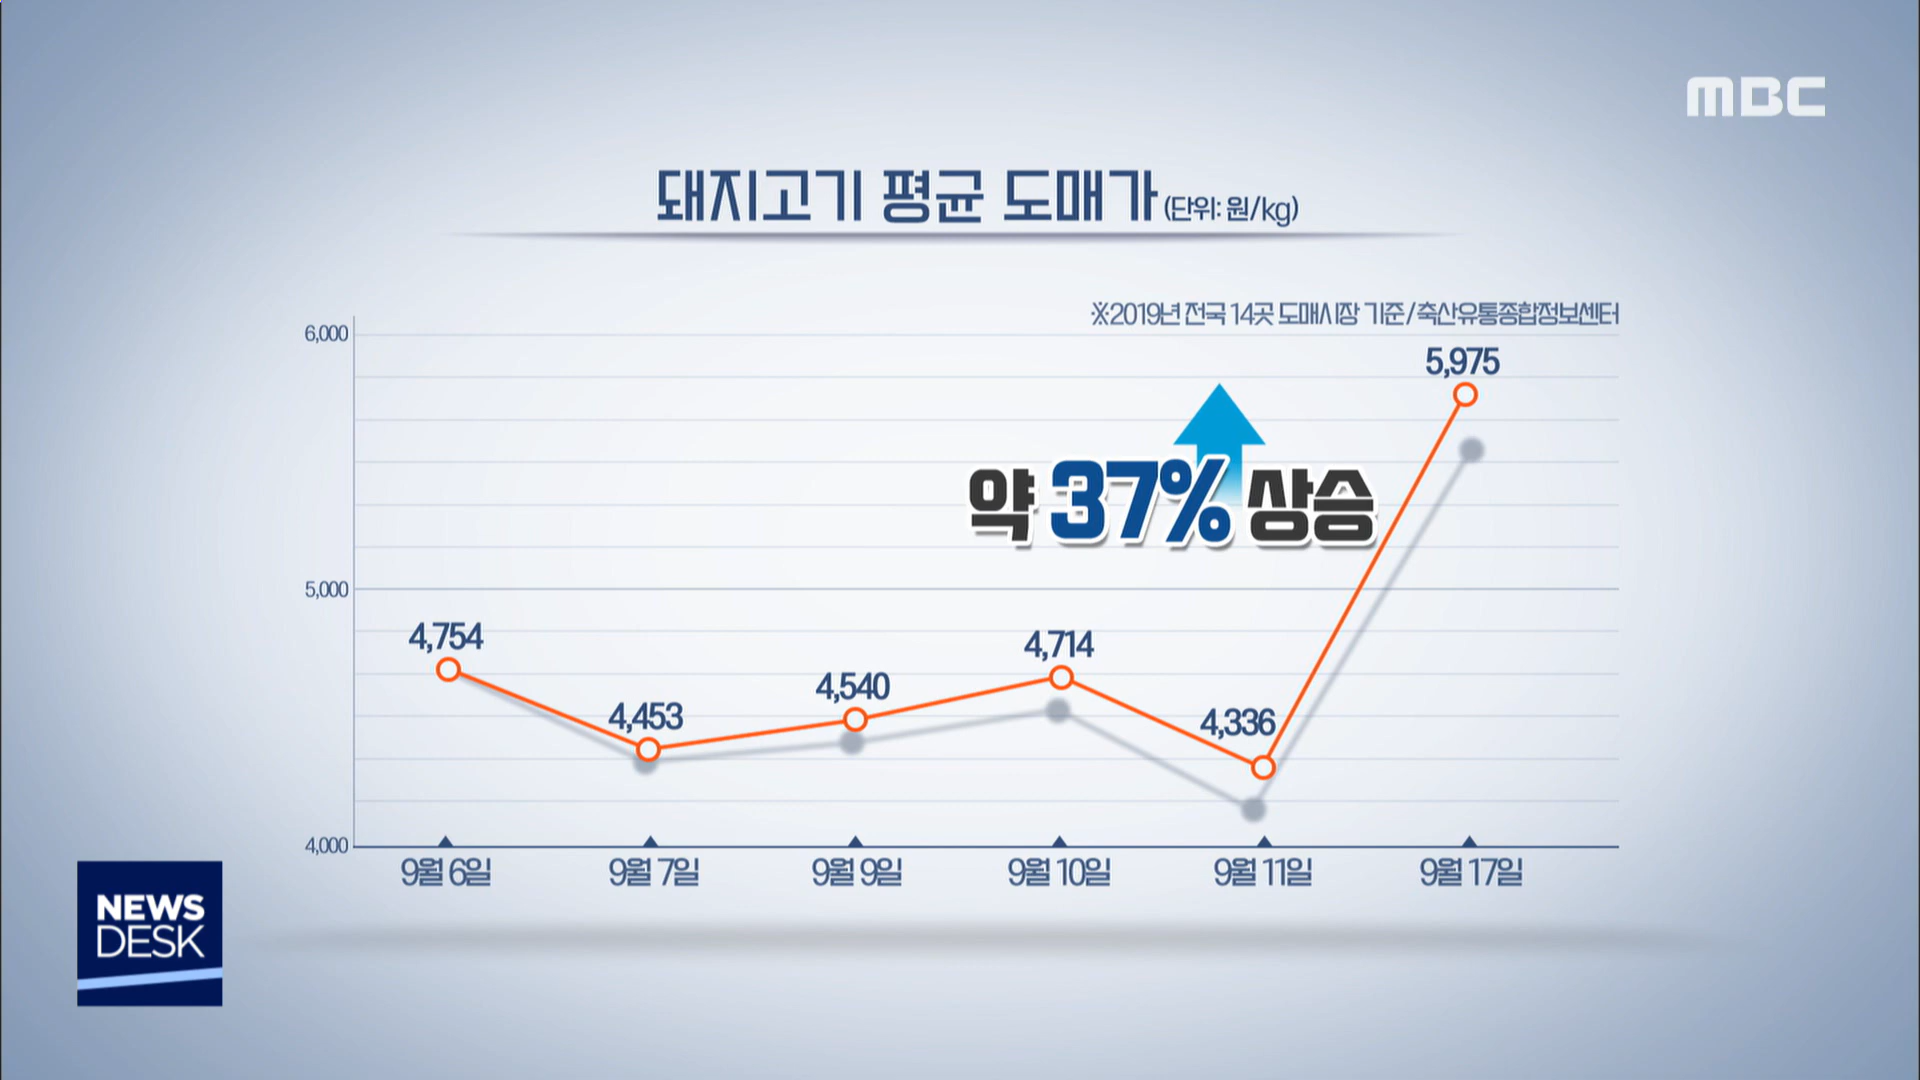 MBC
돼지고기 평균 도매가 (단위: 원/kg)
※2019년 전국 14곳 도매시장 기준/축산유통종합정보센터
6,000
5,975
약 37% 상승
5,000
4,754
4,714
4,540
4,453
4,336
4,000
9월 6일 9월 7일 9월 9일 9월 10일 9월 11일 9월 17일
NEWS
DESK